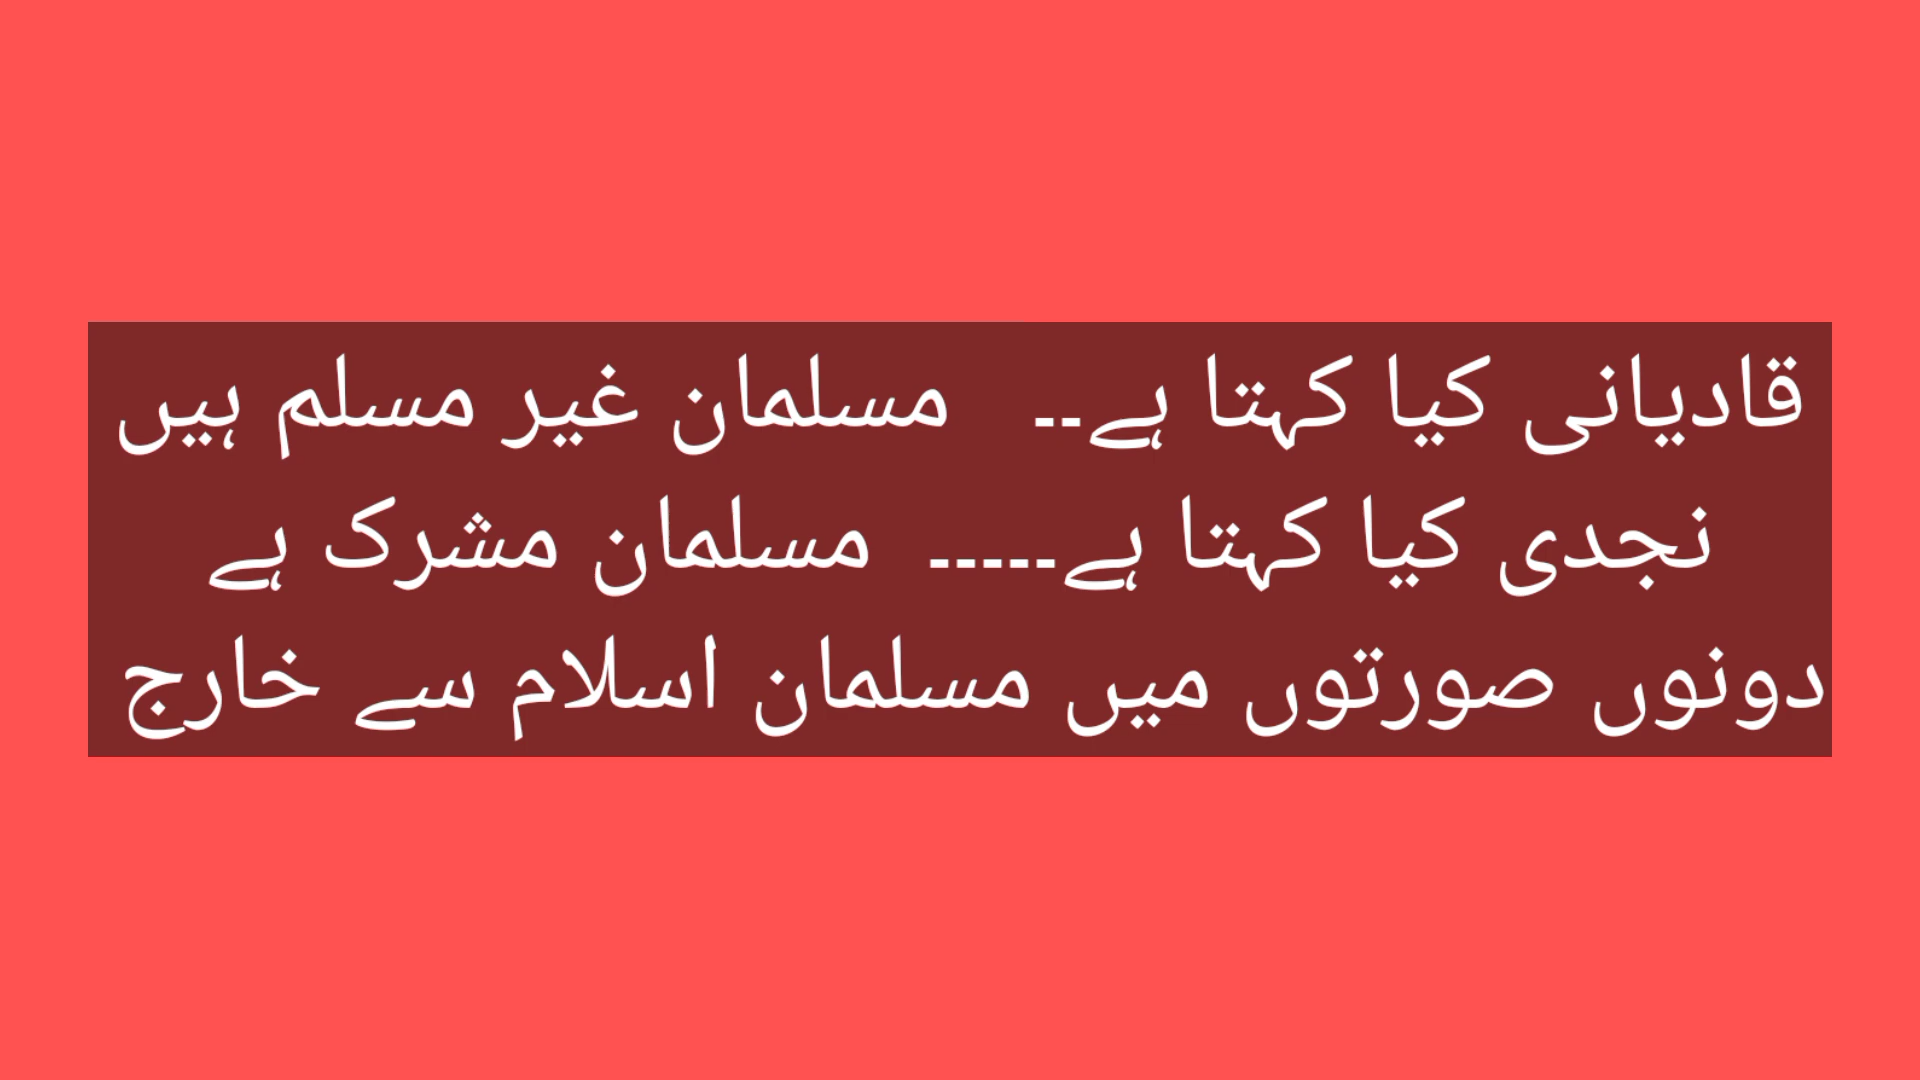 قادیانی کیا کہتا ہے-- مسلمان غیر مسلم ہیں
نجدی کیا کہتا ہے----- مسلمان مشرک ہے
دونوں صورتوں میں مسلمان اسلام سے خارج